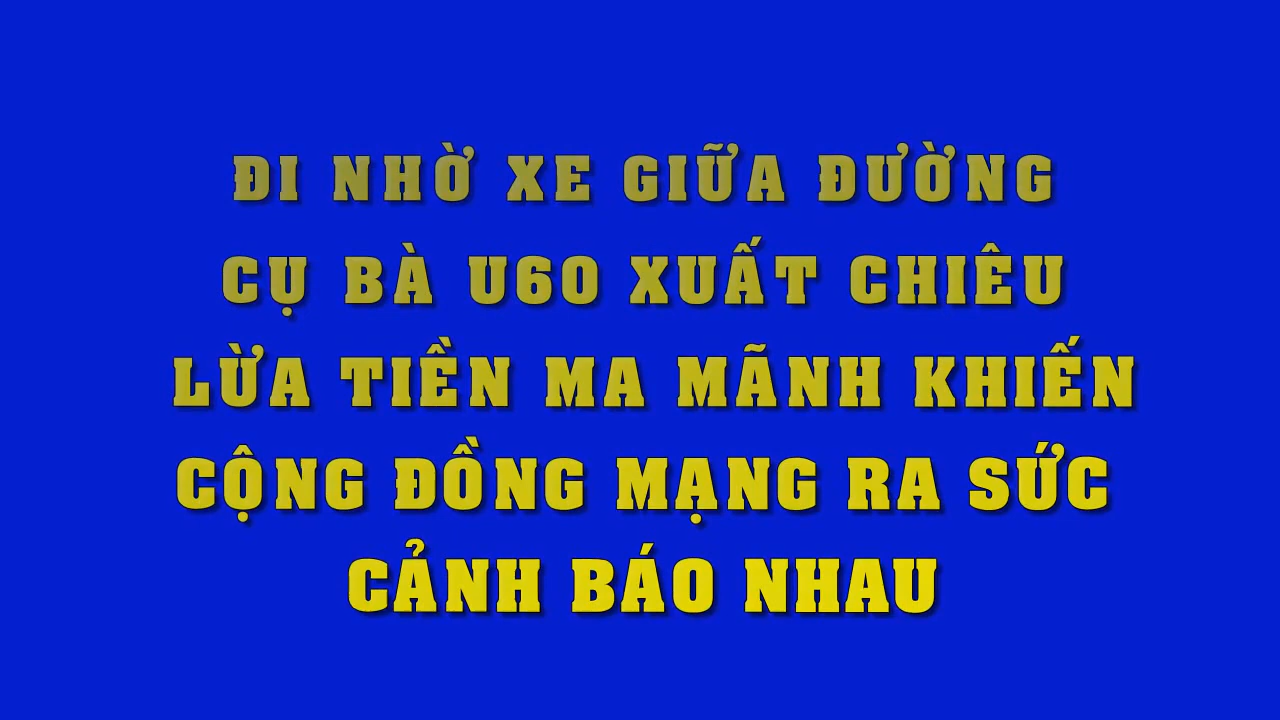 ĐI NHỜ XE GIỮA ĐƯỜNG
CỤ BÀ U60 XUẤT CHIÊU
LỪA TIỀN MA MÃNH KHIẾN
CỘNG ĐỒNG MẠNG RA SỨC
CẢNH BÁO NHAU